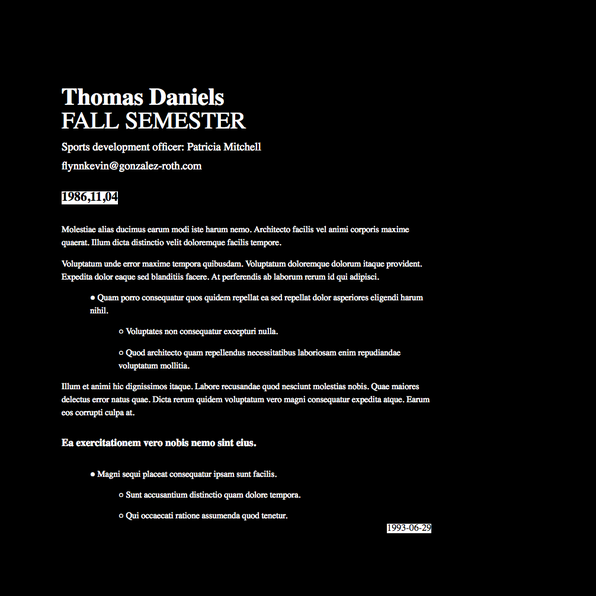 Thomas Daniels
FALL SEMESTER
Sports development officer: Patricia Mitchell
flynnkevin@gonzalez-roth.com
1986,11,04
Molestiae alias ducimus earum modi iste harum nemo. Architecto facilis vel animi corporis maxime
quaerat. Illum dicta distinctio velit doloremque facilis tempore.
Voluptatum unde error maxime tempora quibusdam. Voluptatum doloremque dolorum itaque provident.
Expedita dolor eaque sed blanditiis facere. At perferendis ab laborum rerum id qui adipisci.
● Quam porro consequatur quos quidem repellat ea sed repellat dolor asperiores eligendi harum
nihil.
○ Voluptates non consequatur excepturi nulla.
○ Quod architecto quam repellendus necessitatibus laboriosam enim repudiandae
voluptatum mollitia.
Illum et animi hic dignissimos itaque. Labore recusandae quod nesciunt molestias nobis. Quae maiores
delectus error natus quae. Dicta rerum quidem voluptatum vero magni consequatur expedita atque. Earum
eos corrupti culpa at.
Ea exercitationem vero nobis nemo sint eius.
● Magni sequi placeat consequatur ipsam sunt facilis.
○ Sunt accusantium distinctio quam dolore tempora.
○ Qui occaecati ratione assumenda quod tenetur.
1993-06-29